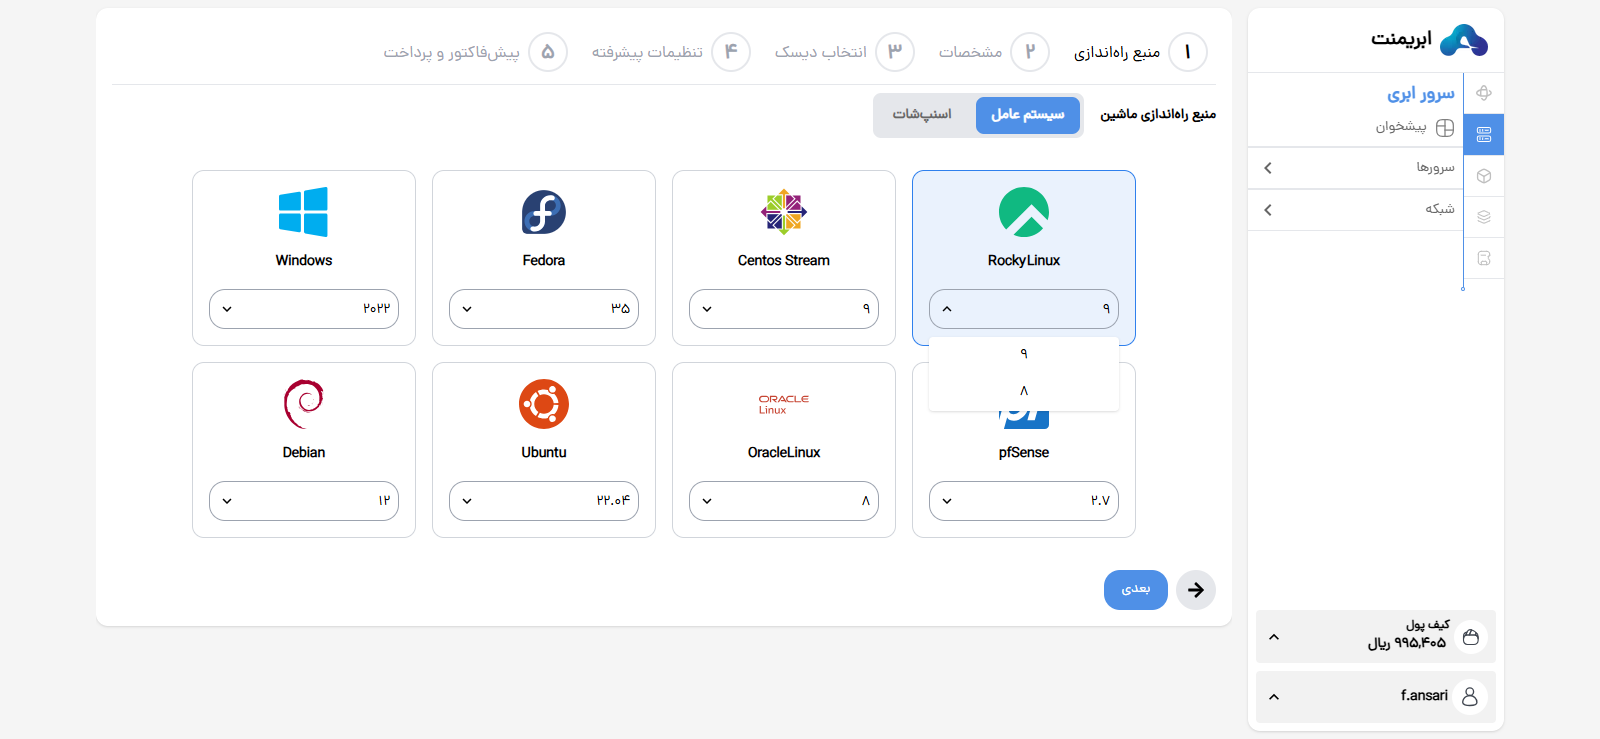 ابریمنت
سرور ابری
پیشخوان
سرورها
شبکه
کیف پول
۹۹۵,۴۰۵ ریال
f.ansari
۱ منبع راه‌اندازی
۲ مشخصات
۳ انتخاب دیسک
۴ تنظیمات پیشرفته
۵ پیش‌فاکتور و پرداخت
منبع راه‌اندازی ماشین
سیستم عامل
اسنپ‌شات
RockyLinux
۹
۹
۸
Centos Stream
۹
Fedora
۳۵
Windows
۲۰۲۲
pfSense
۲.۷
ORACLE
Linux
OracleLinux
۸
Ubuntu
۲۲.۰۴
Debian
۱۲
بعدی